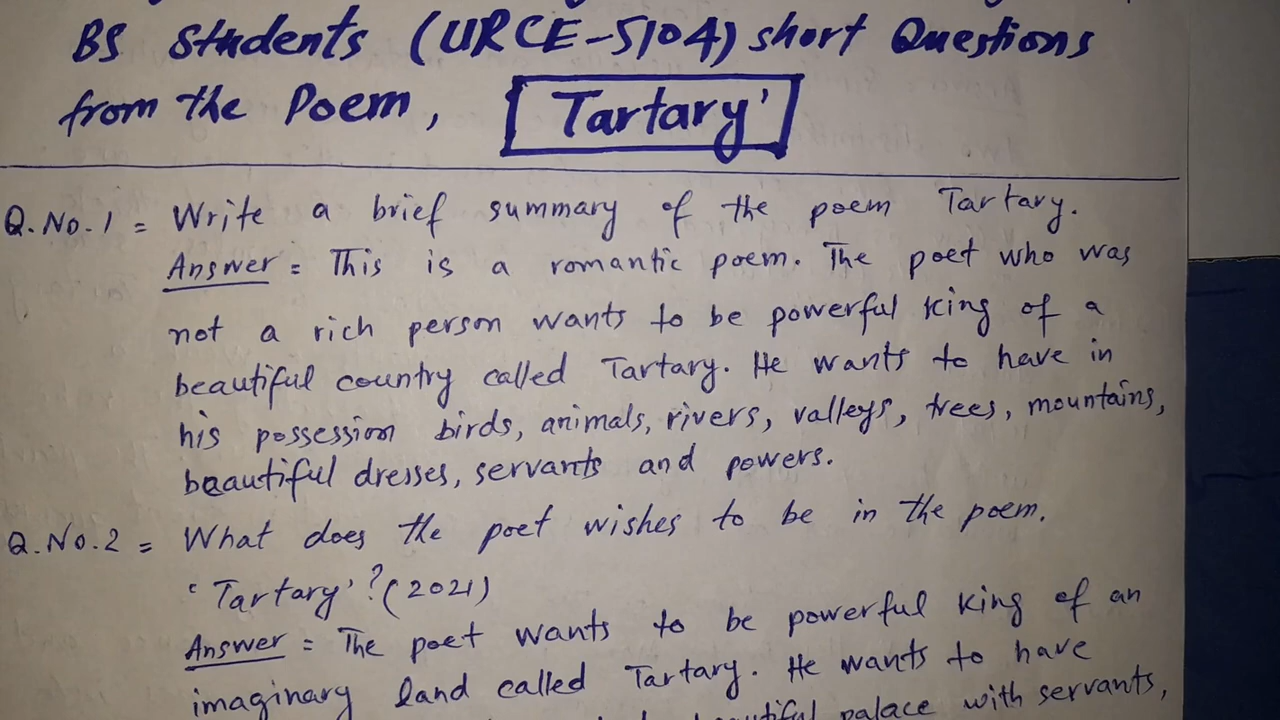 BS Students (URCE-5104) short Questions
from the Poem, Tartary'
Q.No.1 = Write a brief summary of the poem Tartary.
Answer = This is a romantic poem. The poet who was
not a rich person wants to be powerful king of a
beautiful country called Tartary. He wants to have in
his possession birds, animals, rivers, valleys, trees, mountains,
beautiful dresses, servants and powers.
Q.No.2 = What does the poet wishes to be in the poem.
'Tartary'? (2021)
Answer = The poet wants to be powerful king of an
imaginary land called Tartary. He wants to have
beautiful palace with servants,